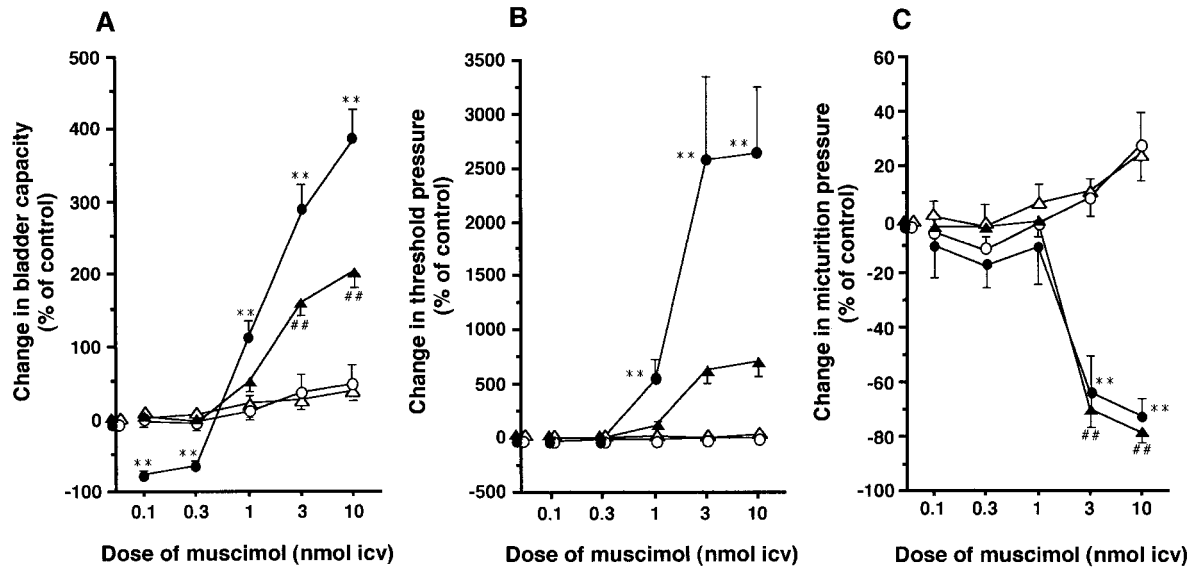 A
Change in bladder capacity
(% of control)
500
400
300
200
100
0
-100
**
**
**
**
**
##
##
0.1 0.3 1 3 10
Dose of muscimol (nmol icv)
B
Change in threshold pressure
(% of control)
3500
3000
2500
2000
1500
1000
500
0
-500
**
**
**
0.1 0.3 1 3 10
Dose of muscimol (nmol icv)
C
Change in micturition pressure
(% of control)
60
40
20
0
-20
-40
-60
-80
-100
**
**
##
##
0.1 0.3 1 3 10
Dose of muscimol (nmol icv)